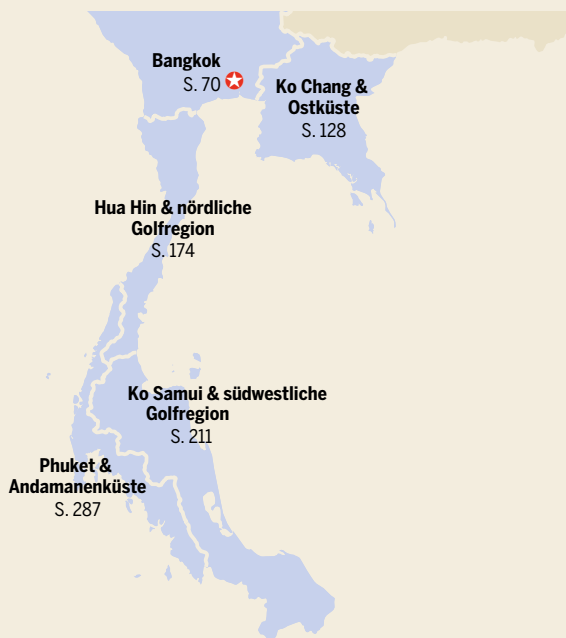 Bangkok
S. 70
Ko Chang &
Ostküste
S. 128
Hua Hin & nördliche
Golfregion
S. 174
Ko Samui & südwestliche
Golfregion
S. 211
Phuket &
Andamanenküste
S. 287